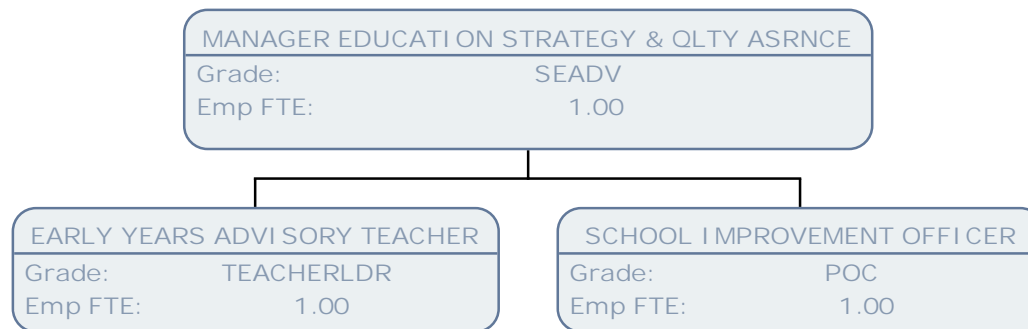 MANAGER EDUCATION STRATEGY & QLTY ASRNCE
Grade: SEADV
Emp FTE: 1.00
EARLY YEARS ADVISORY TEACHER
Grade: TEACHERLDR
Emp FTE: 1.00
SCHOOL IMPROVEMENT OFFICER
Grade: POC
Emp FTE: 1.00